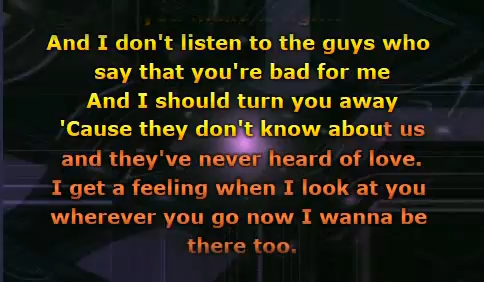 And I don't listen to the guys who
say that you're bad for me
And I should turn you away
'Cause they don't know about us
and they've never heard of love.
I get a feeling when I look at you
wherever you go now I wanna be
there too.